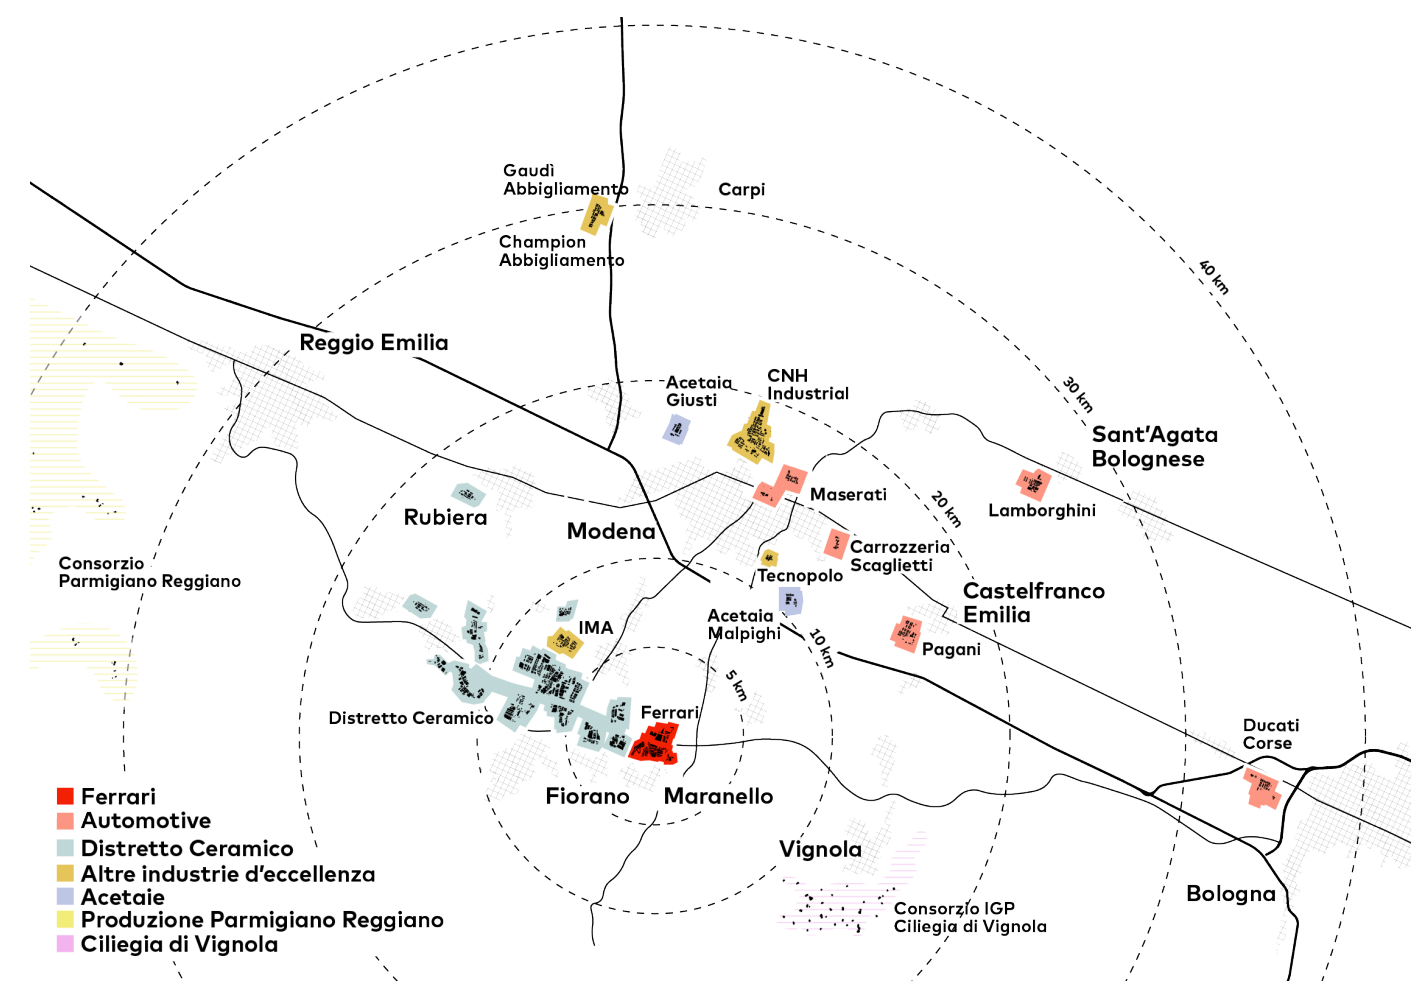 Gaudì
Abbigliamento
Carpi
Champion
Abbigliamento
40 km
Reggio Emilia
Acetaia
Giusti
CNH
Industrial
30 km
Sant'Agata
Bolognese
Maserati
Lamborghini
20 km
Rubiera
Modena
Carrozzeria
Scaglietti
Consorzio
Parmigiano Reggiano
Tecnopolo
Castelfranco
Emilia
Acetaia
Malpighi
IMA
10 km
Pagani
5 km
Distretto Ceramico
Ferrari
Ducati
Corse
Fiorano
Maranello
Vignola
Bologna
Consorzio IGP
Ciliegia di Vignola
Ferrari
Automotive
Distretto Ceramico
Altre industrie d'eccellenza
Acetaie
Produzione Parmigiano Reggiano
Ciliegia di Vignola